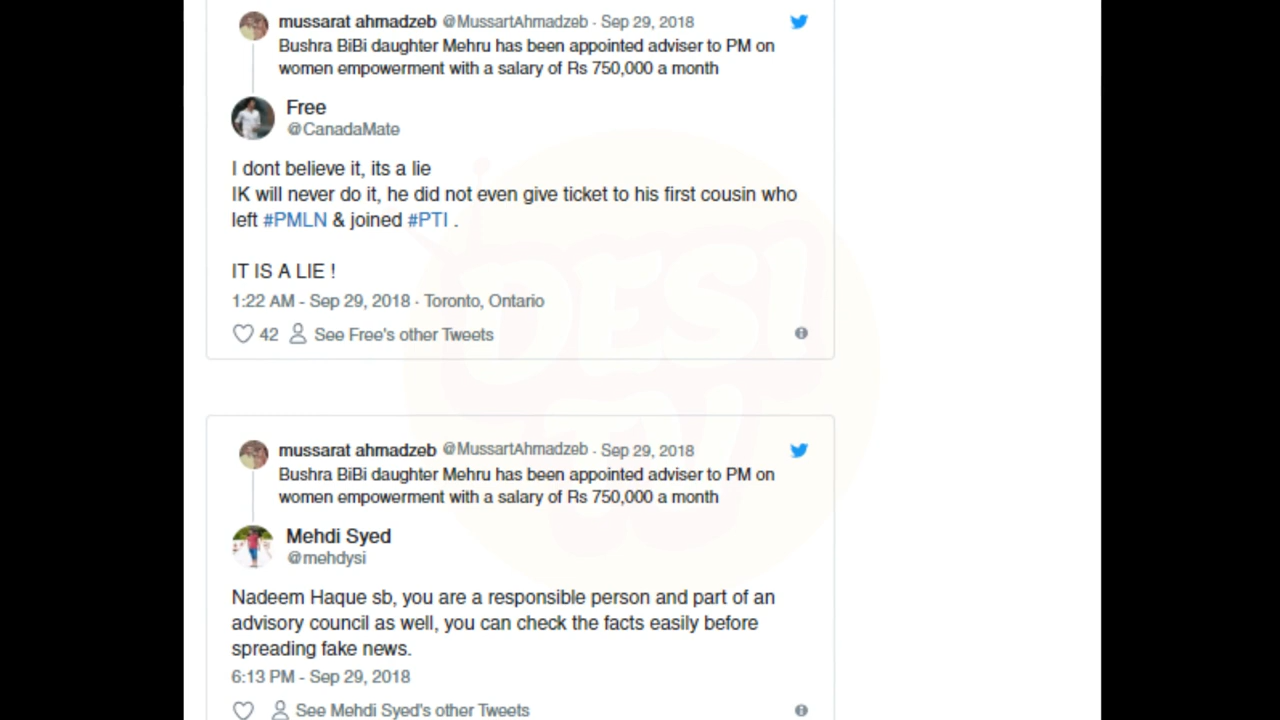 mussarat ahmadzeb @MussartAhmadzeb · Sep 29, 2018
Bushra BiBi daughter Mehru has been appointed adviser to PM on
women empowerment with a salary of Rs 750,000 a month
Free
@CanadaMate
I dont believe it, its a lie
IK will never do it, he did not even give ticket to his first cousin who
left #PMLN & joined #PTI .
IT IS A LIE !
1:22 AM - Sep 29, 2018 · Toronto, Ontario
42 See Free's other Tweets
DESI
TV
mussarat ahmadzeb @MussartAhmadzeb · Sep 29, 2018
Bushra BiBi daughter Mehru has been appointed adviser to PM on
women empowerment with a salary of Rs 750,000 a month
Mehdi Syed
@mehdysi
Nadeem Haque sb, you are a responsible person and part of an
advisory council as well, you can check the facts easily before
spreading fake news.
6:13 PM - Sep 29, 2018
See Mehdi Syed's other Tweets